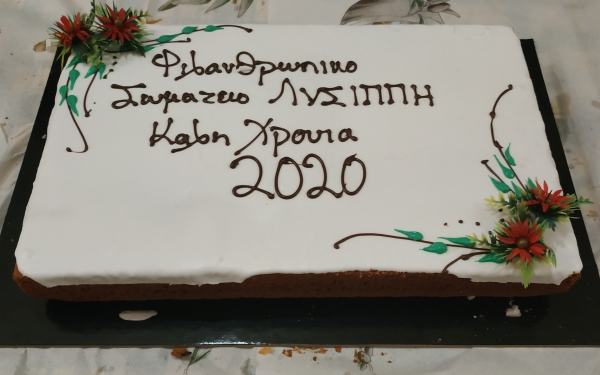 Φιλανθρωπικο
Σωματειο ΛΥΣΙΠΠΗ
Καλη Χρονια
2020